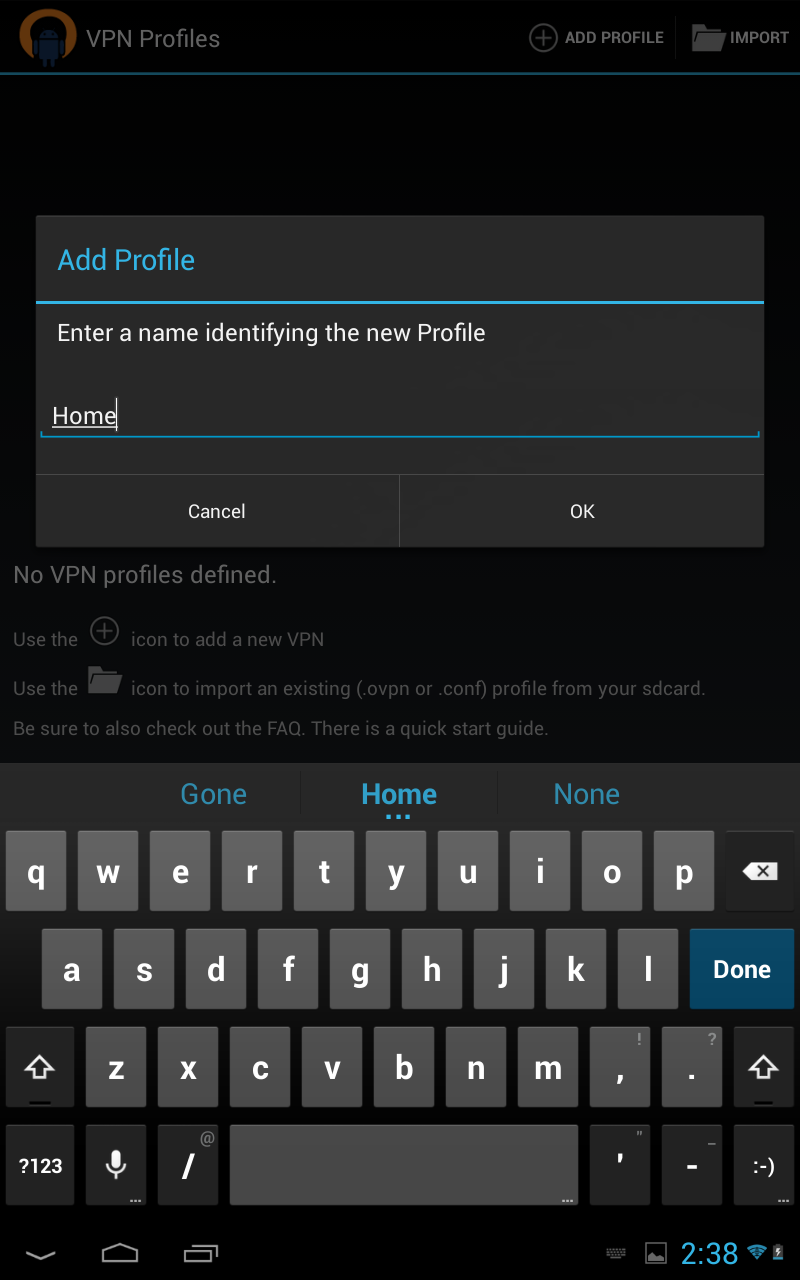 VPN Profiles
ADD PROFILE
IMPORT
Add Profile
Enter a name identifying the new Profile
Home
Cancel
OK
No VPN profiles defined.
Use the icon to add a new VPN
Use the icon to import an existing (.ovpn or .conf) profile from your sdcard.
Be sure to also check out the FAQ. There is a quick start guide.
Gone Home None
q w e r t y u i o p
a s d f g h j k l Done
z x c v b n m , ! . ?
?123 / @ ' " - _ :-)
2:38